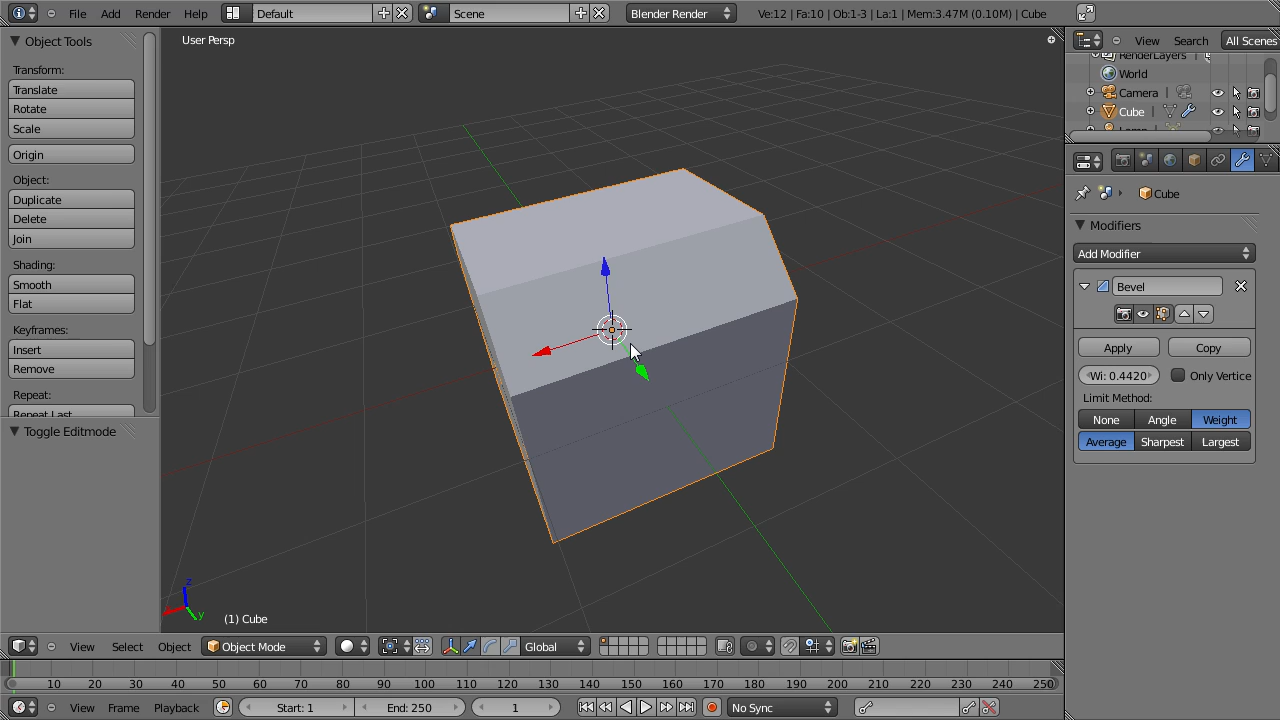 File Add Render Help Default Scene Blender Render Ve:12 | Fa:10 | Ob:1-3 | La:1 | Mem:3.47M (0.10M) | Cube
Object Tools
Transform:
Translate
Rotate
Scale
Origin
Object:
Duplicate
Delete
Join
Shading:
Smooth
Flat
Keyframes:
Insert
Remove
Repeat:
Repeat Last
Toggle Editmode
User Persp
z
y
(1) Cube
View Select Object Object Mode Global
10 20 30 40 50 60 70 80 90 100 110 120 130 140 150 160 170 180 190 200 210 220 230 240 250
View Frame Playback Start: 1 End: 250 1 No Sync
View Search All Scenes
RenderLayers
World
Camera
Cube
Lamp
Cube
Modifiers
Add Modifier
Bevel
Apply Copy
Wi: 0.4420 Only Vertice
Limit Method:
None Angle Weight
Average Sharpest Largest